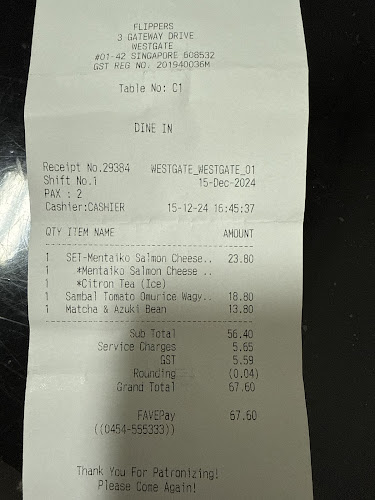 FLIPPERS
3 GATEWAY DRIVE
WESTGATE
#01-42 SINGAPORE 608532
GST REG NO. 201940036M
Table No: C1
DINE IN
Receipt No.29384 WESTGATE_WESTGATE_01
Shift No.1 15-Dec-2024
PAX : 2
Cashier:CASHIER 15-12-24 16:45:37
QTY ITEM NAME AMOUNT
1 SET-Mentaiko Salmon Cheese.. 23.80
1 *Mentaiko Salmon Cheese ..
1 *Citron Tea (Ice)
1 Sambal Tomato Omurice Wagy.. 18.80
1 Matcha & Azuki Bean 13.80
Sub Total 56.40
Service Charges 5.65
GST 5.59
Rounding (0.04)
Grand Total 67.60
FAVEPay 67.60
((0454-555333))
Thank You For Patronizing!
Please Come Again!